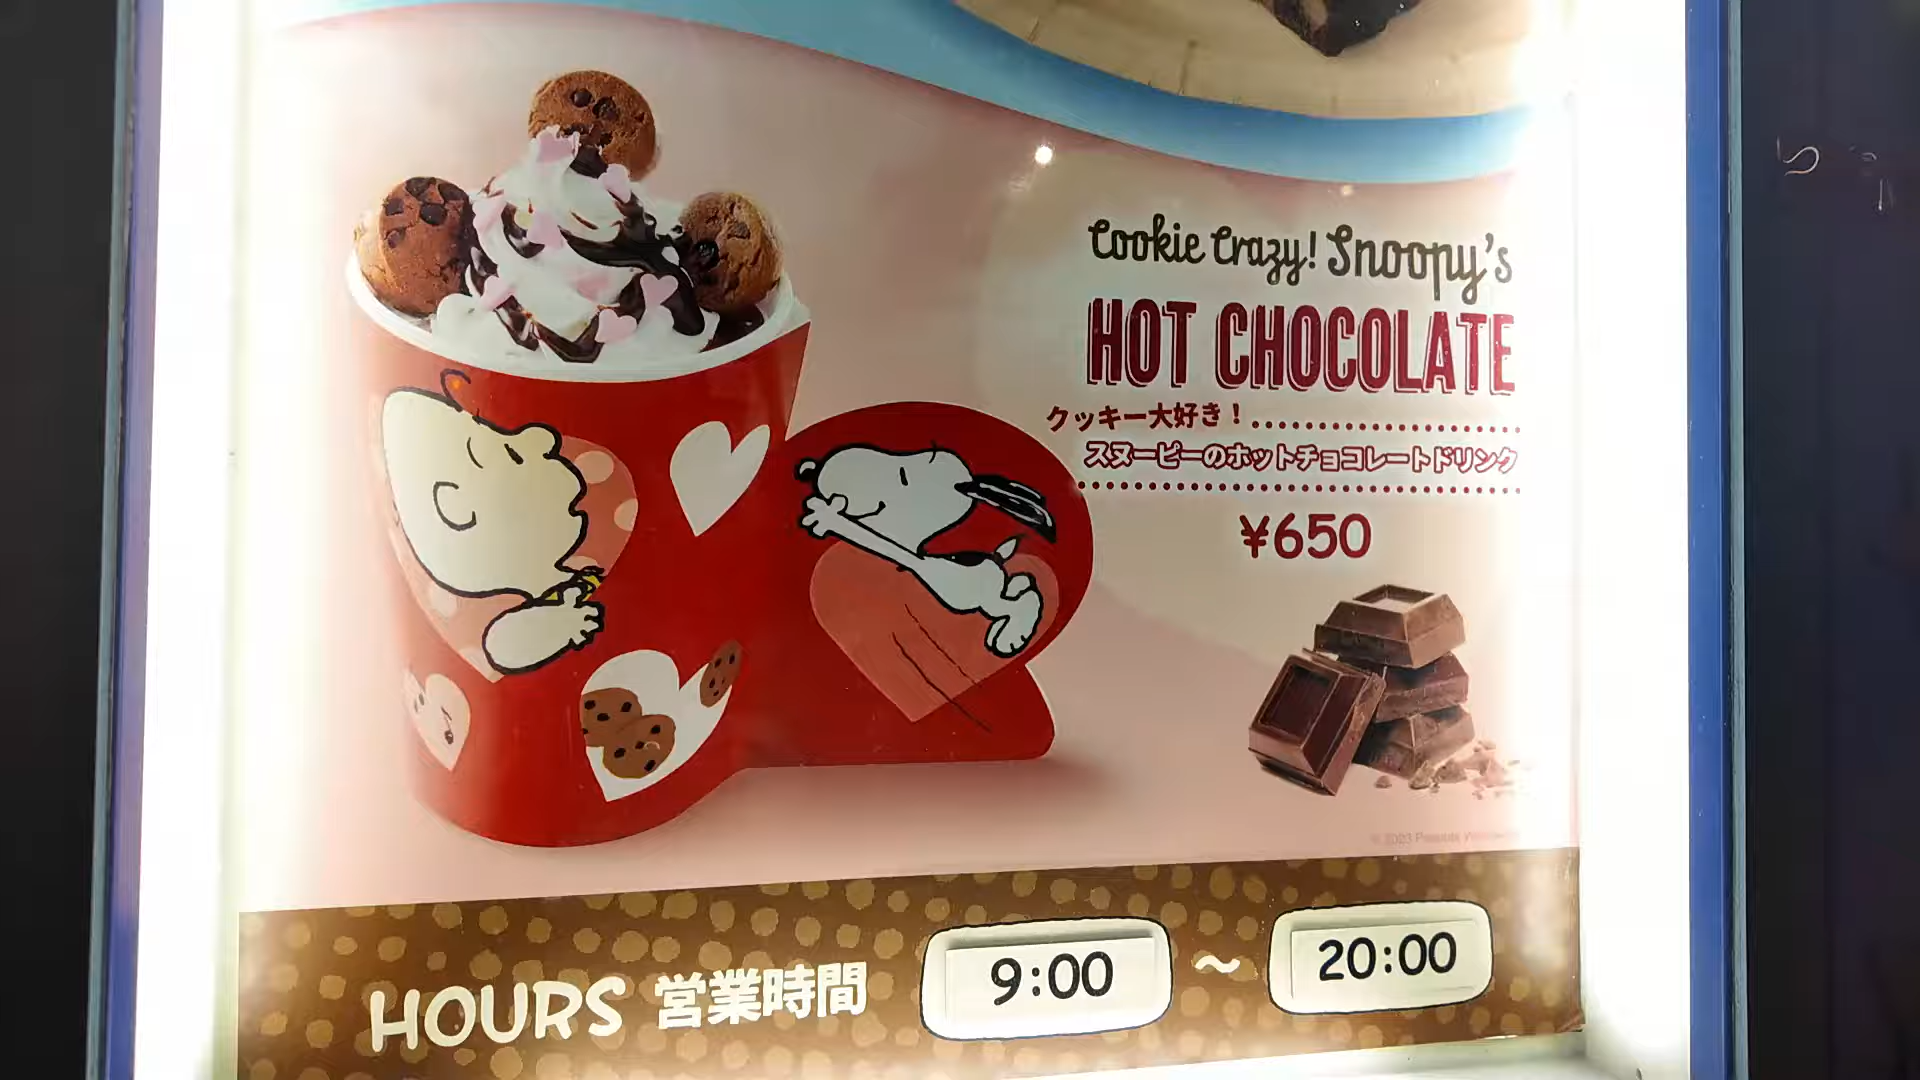 Cookie Crazy! Snoopy's
HOT CHOCOLATE
クッキー大好き！
スヌーピーのホットチョコレートドリンク
¥650
© 2023 Peanuts
HOURS 営業時間 9:00 ～ 20:00